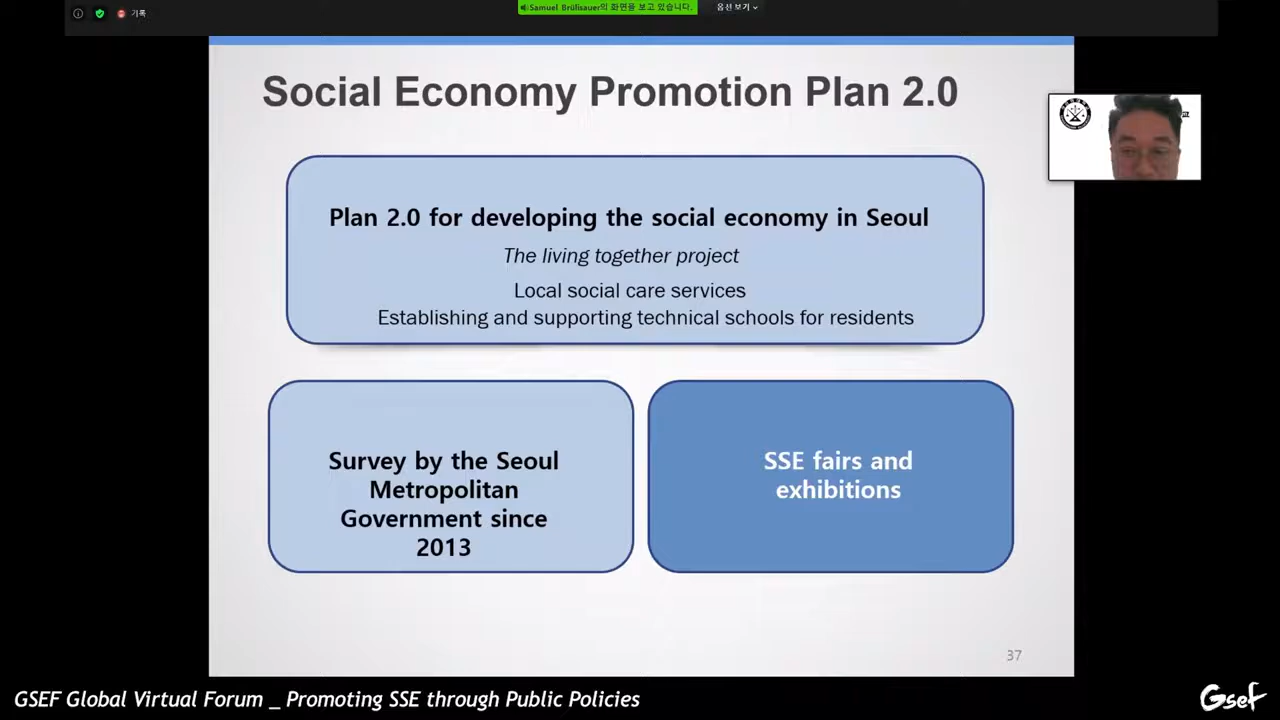 기록
Samuel Brülisauer의 화면을 보고 있습니다.
옵션 보기
Social Economy Promotion Plan 2.0
Plan 2.0 for developing the social economy in Seoul
The living together project
Local social care services
Establishing and supporting technical schools for residents
Survey by the Seoul
Metropolitan
Government since
2013
SSE fairs and
exhibitions
37
GSEF Global Virtual Forum _ Promoting SSE through Public Policies
Gsef